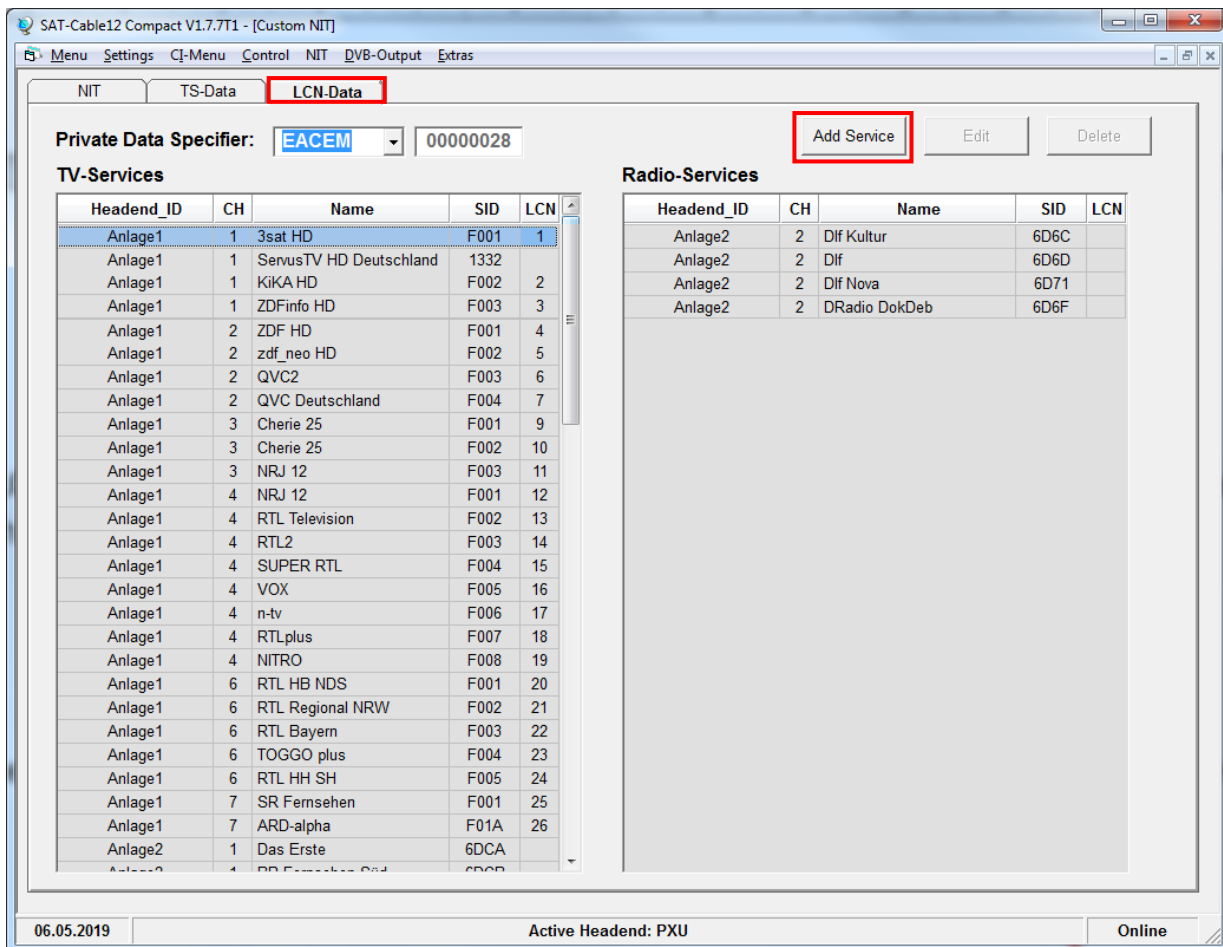 SAT-Cable12 Compact V1.7.7T1 - [Custom NIT]
Menu Settings CI-Menu Control NIT DVB-Output Extras
NIT TS-Data LCN-Data
Private Data Specifier: EACEM 00000028 Add Service Edit Delete
TV-Services Radio-Services
Headend_ID CH Name SID LCN Headend_ID CH Name SID LCN
Anlage1 1 3sat HD F001 1 Anlage2 2 Dlf Kultur 6D6C
Anlage1 1 ServusTV HD Deutschland 1332 Anlage2 2 Dlf 6D6D
Anlage1 1 KiKA HD F002 2 Anlage2 2 Dlf Nova 6D71
Anlage1 1 ZDFinfo HD F003 3 Anlage2 2 DRadio DokDeb 6D6F
Anlage1 2 ZDF HD F001 4
Anlage1 2 zdf_neo HD F002 5
Anlage1 2 QVC2 F003 6
Anlage1 2 QVC Deutschland F004 7
Anlage1 3 Cherie 25 F001 9
Anlage1 3 Cherie 25 F002 10
Anlage1 3 NRJ 12 F003 11
Anlage1 4 NRJ 12 F001 12
Anlage1 4 RTL Television F002 13
Anlage1 4 RTL2 F003 14
Anlage1 4 SUPER RTL F004 15
Anlage1 4 VOX F005 16
Anlage1 4 n-tv F006 17
Anlage1 4 RTLplus F007 18
Anlage1 4 NITRO F008 19
Anlage1 6 RTL HB NDS F001 20
Anlage1 6 RTL Regional NRW F002 21
Anlage1 6 RTL Bayern F003 22
Anlage1 6 TOGGO plus F004 23
Anlage1 6 RTL HH SH F005 24
Anlage1 7 SR Fernsehen F001 25
Anlage1 7 ARD-alpha F01A 26
Anlage2 1 Das Erste 6DCA
06.05.2019 Active Headend: PXU Online